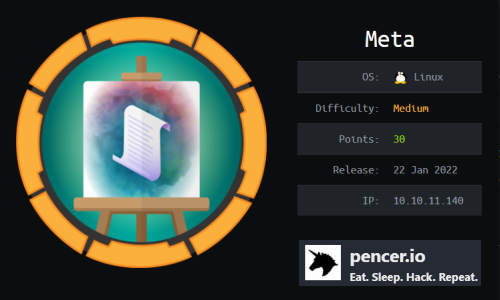 Meta
OS: Linux
Difficulty: Medium
Points: 30
Release: 22 Jan 2022
IP: 10.10.11.140
pencer.io
Eat. Sleep. Hack. Repeat.